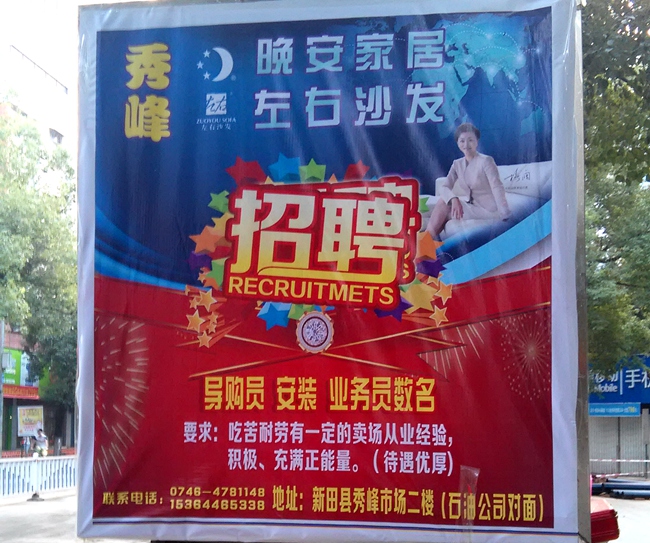 秀峰
晚安家居
左右沙发
ZUOYOU SOFA
左右沙发
招聘
RECRUITMETS
导购员 安装 业务员数名
要求：吃苦耐劳有一定的卖场从业经验，
积极、充满正能量。（待遇优厚）
联系电话：0746-4781148
15364465338
地址：新田县秀峰市场二楼（石油公司对面）
手机
Mobile